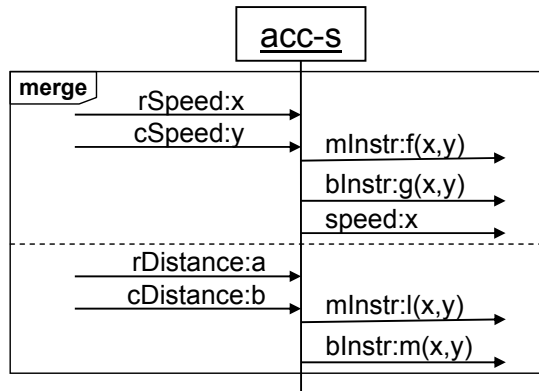 acc-s
merge
rSpeed:x
cSpeed:y
mInstr:f(x,y)
bInstr:g(x,y)
speed:x
rDistance:a
cDistance:b
mInstr:l(x,y)
bInstr:m(x,y)